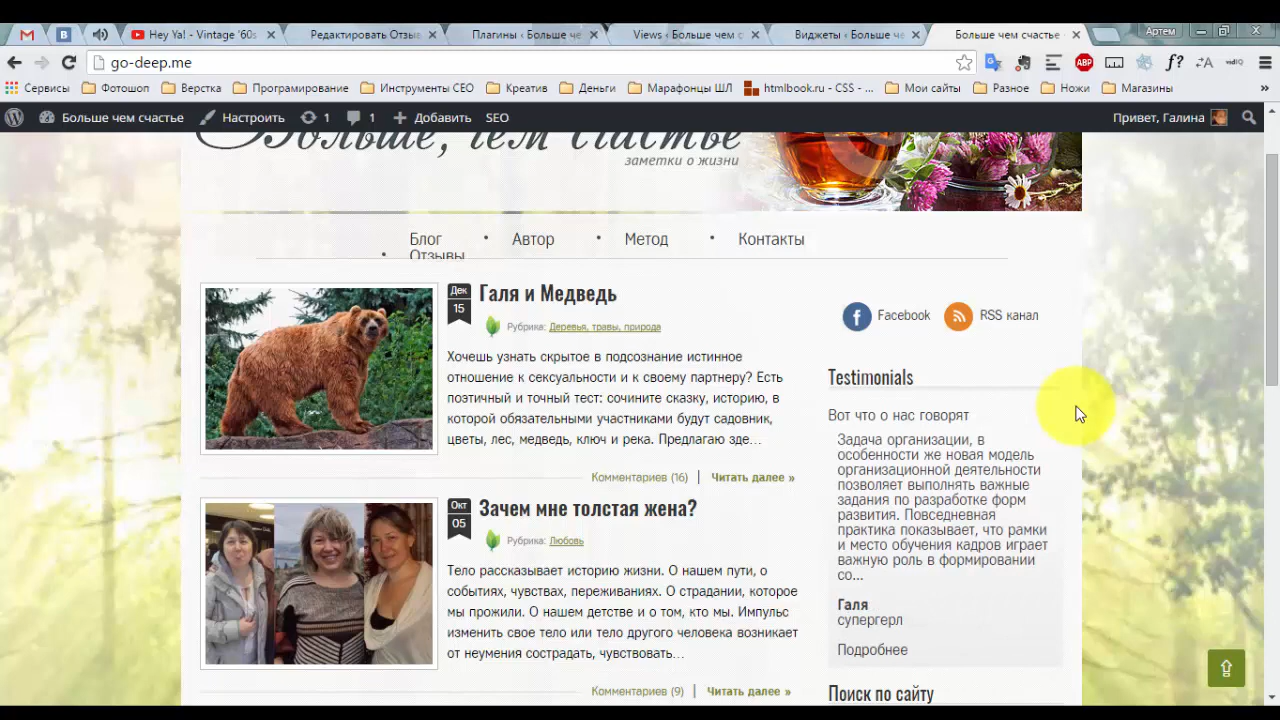 Hey Ya! - Vintage '60s
Редактировать Отзыв
Плагины ‹ Больше че
Views ‹ Больше чем с
Виджеты ‹ Больше че
Больше чем счастье
Артем
go-deep.me
Сервисы
Фотошоп
Верстка
Програмирование
Инструменты СЕО
Креатив
Деньги
Марафонцы ШЛ
htmlbook.ru - CSS - ...
Мои сайты
Разное
Ножи
Магазины
»
Больше чем счастье
Настроить
1
1
Добавить
SEO
Привет, Галина
Больше, чем счастье
заметки о жизни
Блог
Автор
Метод
Контакты
Отзывы
Дек
15
Галя и Медведь
Рубрика: Деревья, травы, природа
Хочешь узнать скрытое в подсознание истинное
отношение к сексуальности и к своему партнеру? Есть
поэтичный и точный тест: сочините сказку, историю, в
которой обязательными участниками будут садовник,
цветы, лес, медведь, ключ и река. Предлагаю зде...
Комментариев (16) | Читать далее »
Окт
05
Зачем мне толстая жена?
Рубрика: Любовь
Тело рассказывает историю жизни. О нашем пути, о
событиях, чувствах, переживаниях. О страдании, которое
мы прожили. О нашем детстве и о том, кто мы. Импульс
изменить свое тело или тело другого человека возникает
от неумения сострадать, чувствовать...
Комментариев (9) | Читать далее »
Facebook
RSS канал
Testimonials
Вот что о нас говорят
Задача организации, в
особенности же новая модель
организационной деятельности
позволяет выполнять важные
задания по разработке форм
развития. Повседневная
практика показывает, что рамки
и место обучения кадров играет
важную роль в формировании
со...
Галя
супергерл
Подробнее
Поиск по сайту